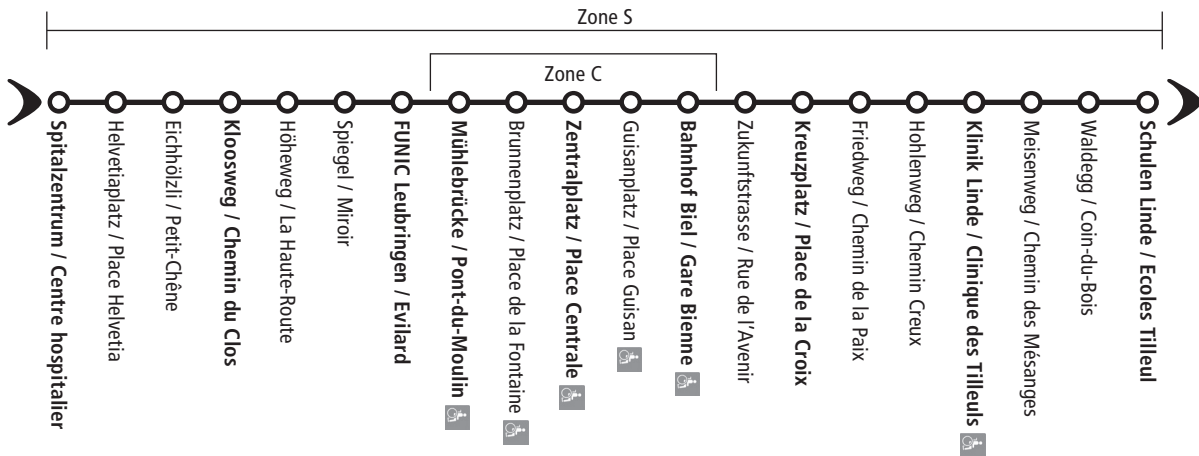 Zone S
Zone C
Spitalzentrum / Centre hospitalier
Helvetiaplatz / Place Helvetia
Eichhölzli / Petit-Chêne
Kloosweg / Chemin du Clos
Höheweg / La Haute-Route
Spiegel / Miroir
FUNIC Leubringen / Evilard
Mühlebrücke / Pont-du-Moulin
Brunnenplatz / Place de la Fontaine
Zentralplatz / Place Centrale
Guisanplatz / Place Guisan
Bahnhof Biel / Gare Bienne
Zukunftstrasse / Rue de l'Avenir
Kreuzplatz / Place de la Croix
Friedweg / Chemin de la Paix
Hohlenweg / Chemin Creux
Klinik Linde / Clinique des Tilleuls
Meisenweg / Chemin des Mésanges
Waldegg / Coin-du-Bois
Schulen Linde / Ecoles Tilleul